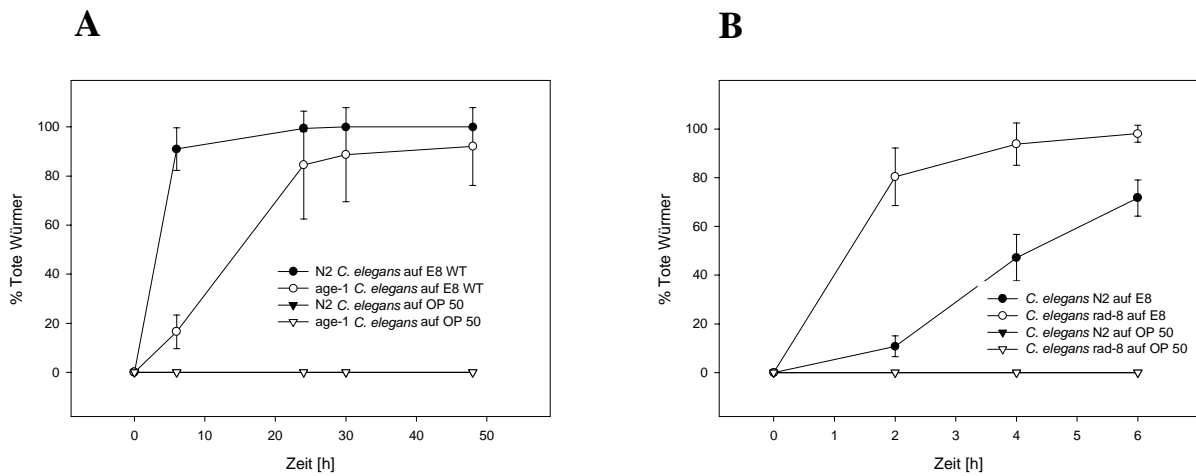 A
B
% Tote Würmer
100
80
60
40
20
0
N2 C. elegans auf E8 WT
age-1 C. elegans auf E8 WT
N2 C. elegans auf OP 50
age-1 C. elegans auf OP 50
0 10 20 30 40 50
Zeit [h]
% Tote Würmer
100
80
60
40
20
0
C. elegans N2 auf E8
C. elegans rad-8 auf E8
C. elegans N2 auf OP 50
C. elegans rad-8 auf OP 50
0 1 2 3 4 5 6
Zeit [h]